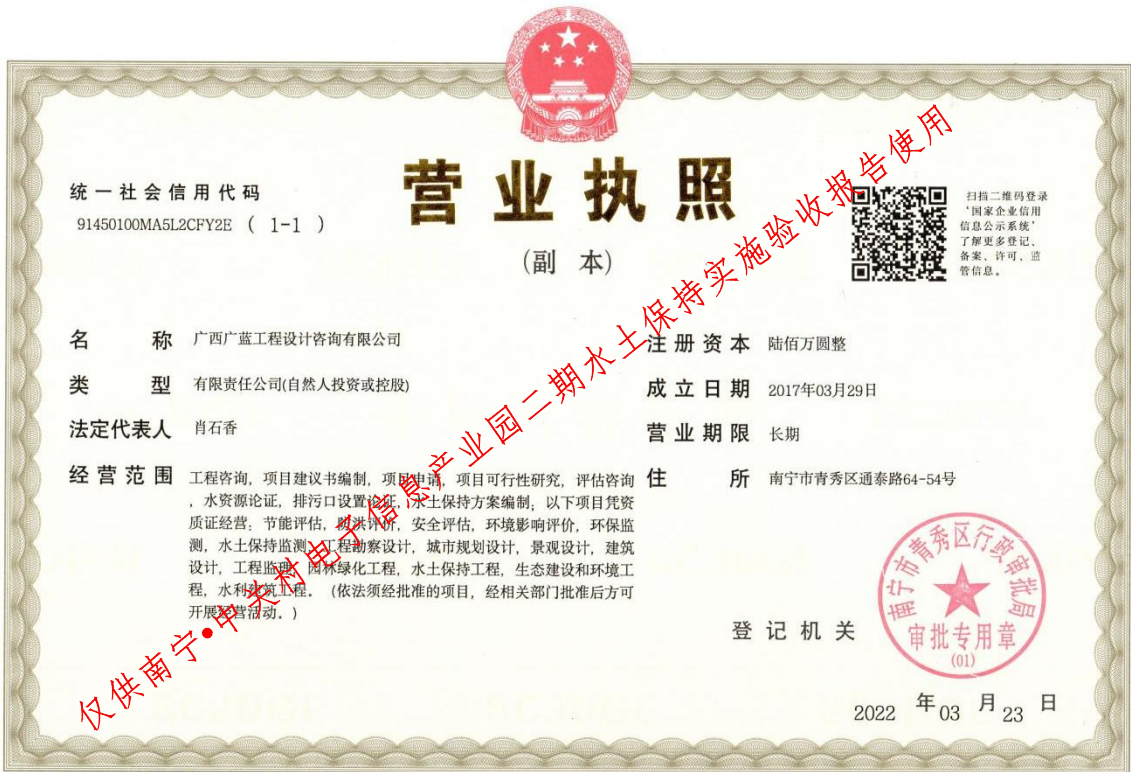 营业执照
(副 本)
统一社会信用代码
91450100MA5L2CFY2E ( 1-1 )
扫描二维码登录
‘国家企业信用
信息公示系统’
了解更多登记、
备案、许可、监
管信息。
名 称 广西广蓝工程设计咨询有限公司
类 型 有限责任公司(自然人投资或控股)
法定代表人 肖石香
经营范围 工程咨询，项目建议书编制，项目申请，项目可行性研究，评估咨询
，水资源论证，排污口设置论证，水土保持方案编制；以下项目凭资
质证经营，节能评估，防洪评价，安全评估，环境影响评价，环保监
测，水土保持监测，工程勘察设计，城市规划设计，景观设计，建筑
设计，工程监理，园林绿化工程，水土保持工程，生态建设和环境工
程，水利建筑工程。（依法须经批准的项目，经相关部门批准后方可
开展经营活动。）
注册资本 陆佰万圆整
成立日期 2017年03月29日
营业期限 长期
住 所 南宁市青秀区通泰路64-54号
登记机关
南宁市青秀区行政审批局
审批专用章
(01)
2022 年 03 月 23 日
仅供南宁•中关村电子信息产业园二期水土保持实施验收报告使用